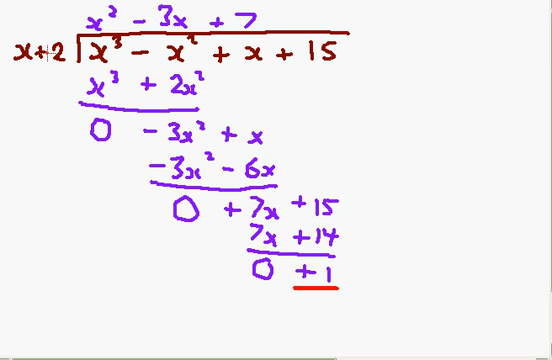 x² - 3x + 7
x+2 | x³ - x² + x + 15
x³ + 2x²
0 - 3x² + x
-3x² - 6x
0 + 7x +15
7x +14
0 +1